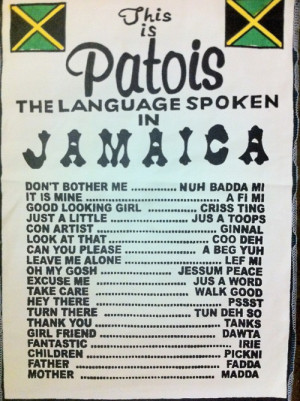 This
is
Patois
THE LANGUAGE SPOKEN
IN
JAMAICA
DON'T BOTHER ME .............. NUH BADDA MI
IT IS MINE .............. A FI MI
GOOD LOOKING GIRL .............. CRISS TING
JUST A LITTLE .............. JUS A TOOPS
CON ARTIST .............. GINNAL
LOOK AT THAT .............. COO DEH
CAN YOU PLEASE .............. A BEG YUH
LEAVE ME ALONE .............. LEF MI
OH MY GOSH .............. JESSUM PEACE
EXCUSE ME .............. JUS A WORD
TAKE CARE .............. WALK GOOD
HEY THERE .............. PSSST
TURN THERE .............. TUN DEH SO
THANK YOU .............. TANKS
GIRL FRIEND .............. DAWTA
FANTASTIC .............. IRIE
CHILDREN .............. PICKNI
FATHER .............. FADDA
MOTHER .............. MADDA